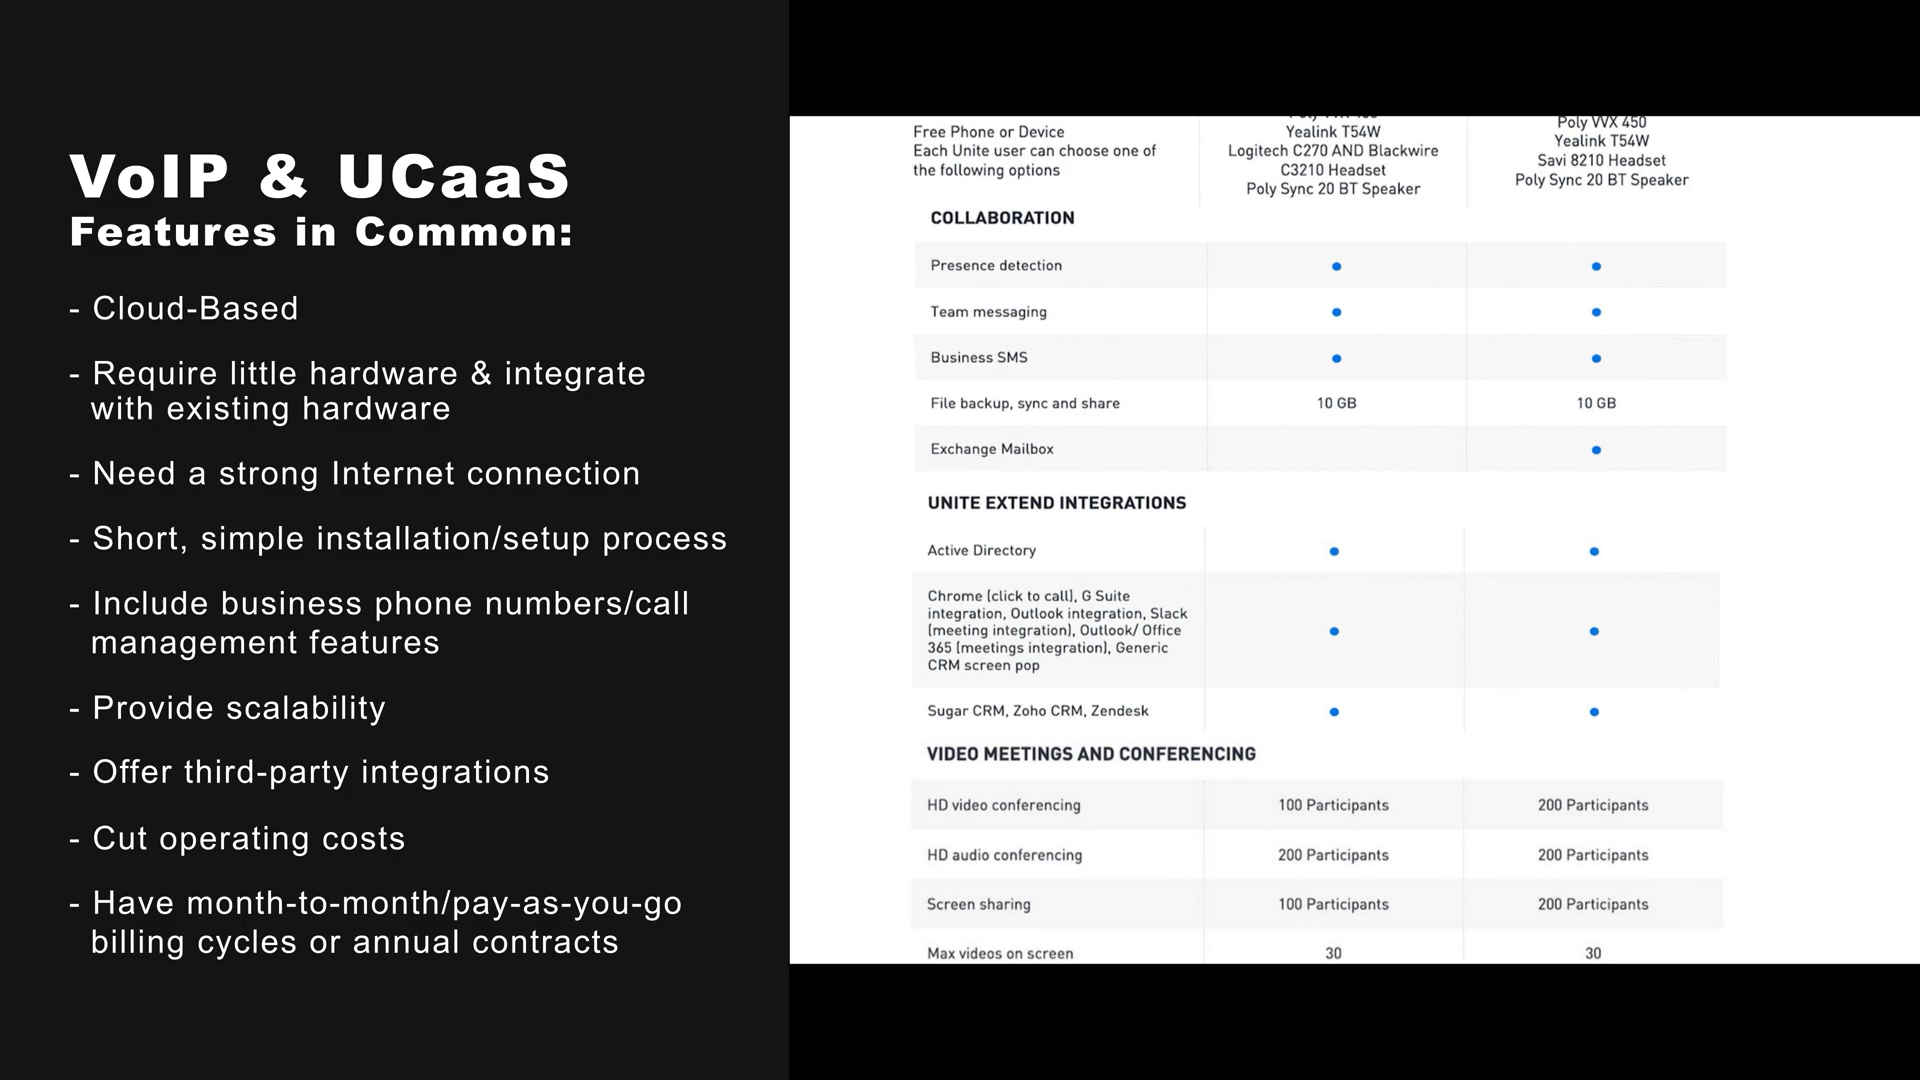 VoIP & UCaaS
Features in Common:
- Cloud-Based
- Require little hardware & integrate
with existing hardware
- Need a strong Internet connection
- Short, simple installation/setup process
- Include business phone numbers/call
management features
- Provide scalability
- Offer third-party integrations
- Cut operating costs
- Have month-to-month/pay-as-you-go
billing cycles or annual contracts
Free Phone or Device
Each Unite user can choose one of
the following options
Yealink T54W
Logitech C270 AND Blackwire
C3210 Headset
Poly Sync 20 BT Speaker
Poly VVX 450
Yealink T54W
Savi 8210 Headset
Poly Sync 20 BT Speaker
COLLABORATION
Presence detection
Team messaging
Business SMS
File backup, sync and share 10 GB 10 GB
Exchange Mailbox
UNITE EXTEND INTEGRATIONS
Active Directory
Chrome (click to call), G Suite
integration, Outlook integration, Slack
(meeting integration), Outlook/ Office
365 (meetings integration), Generic
CRM screen pop
Sugar CRM, Zoho CRM, Zendesk
VIDEO MEETINGS AND CONFERENCING
HD video conferencing 100 Participants 200 Participants
HD audio conferencing 200 Participants 200 Participants
Screen sharing 100 Participants 200 Participants
Max videos on screen 30 30